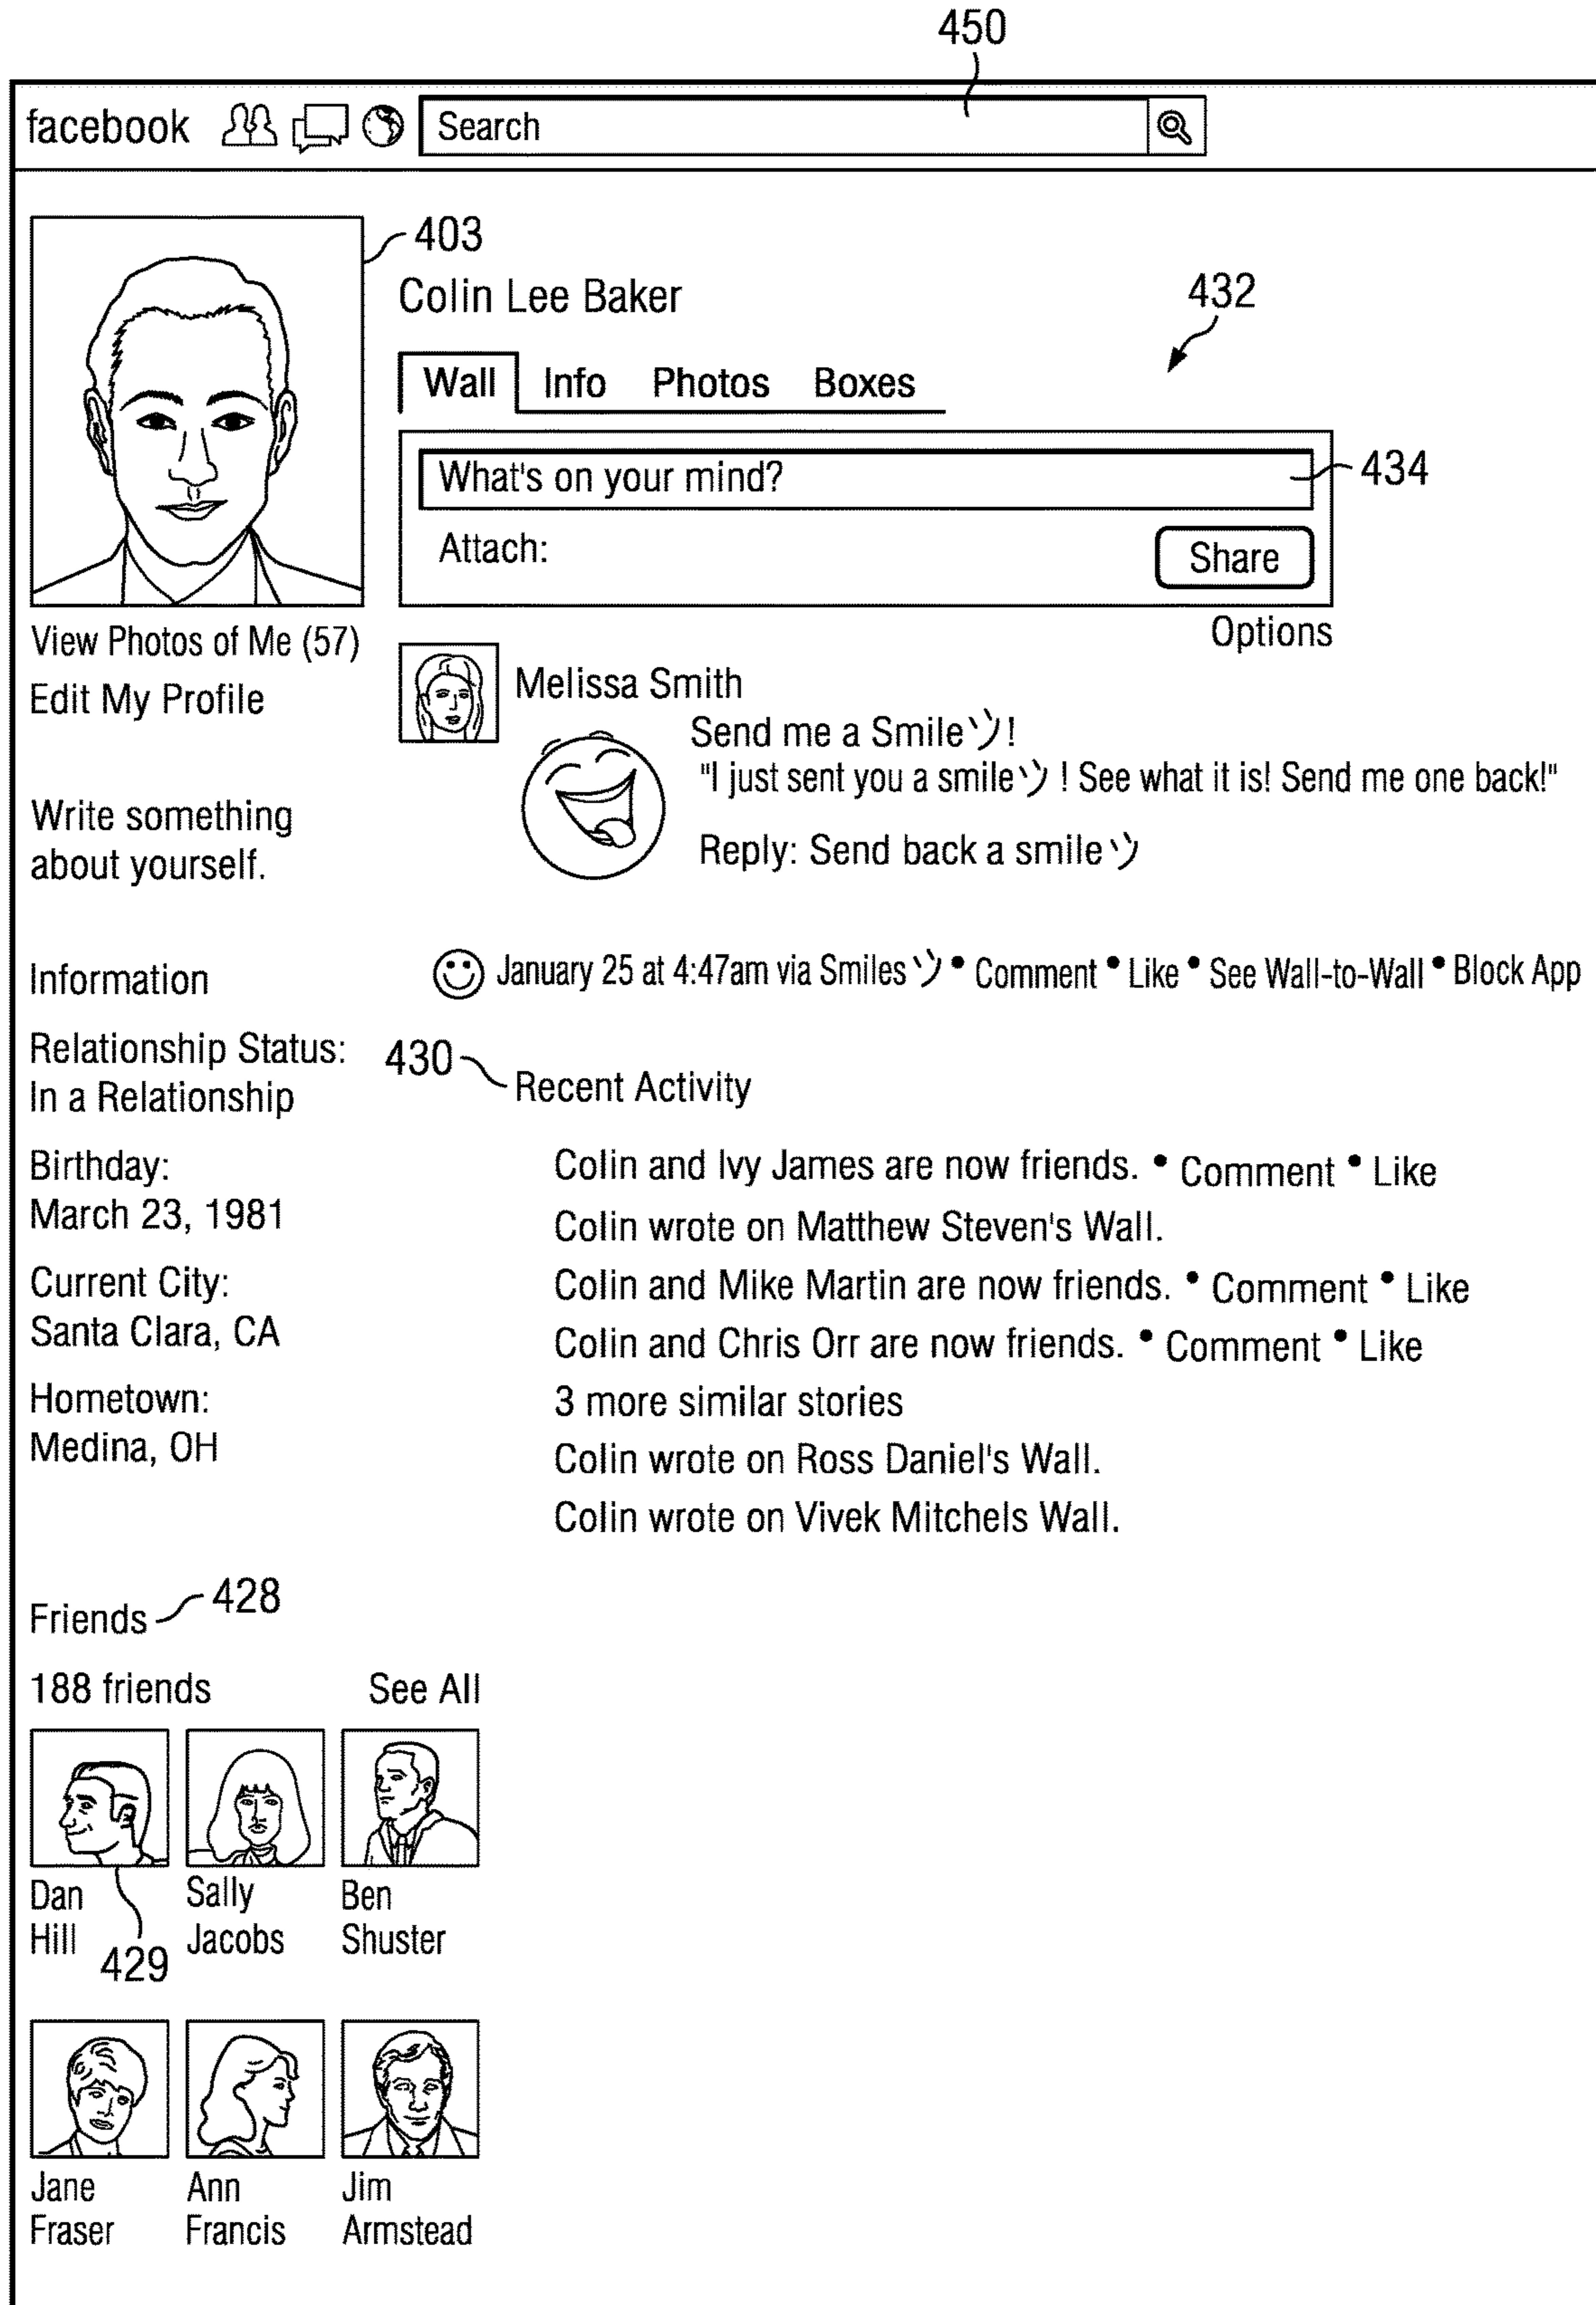 450
facebook Search
403
Colin Lee Baker
432
Wall Info Photos Boxes
What's on your mind?
434
Attach: Share
Options
View Photos of Me (57)
Edit My Profile
Write something
about yourself.
Melissa Smith
Send me a Smileツ!
"I just sent you a smileツ ! See what it is! Send me one back!"
Reply: Send back a smileツ
January 25 at 4:47am via Smiles ツ • Comment • Like • See Wall-to-Wall • Block App
Information
Relationship Status:
In a Relationship
Birthday:
March 23, 1981
Current City:
Santa Clara, CA
Hometown:
Medina, OH
430
Recent Activity
Colin and Ivy James are now friends. • Comment • Like
Colin wrote on Matthew Steven's Wall.
Colin and Mike Martin are now friends. • Comment • Like
Colin and Chris Orr are now friends. • Comment • Like
3 more similar stories
Colin wrote on Ross Daniel's Wall.
Colin wrote on Vivek Mitchels Wall.
Friends
428
188 friends See All
Dan
Hill
Sally
Jacobs
Ben
Shuster
429
Jane
Fraser
Ann
Francis
Jim
Armstead